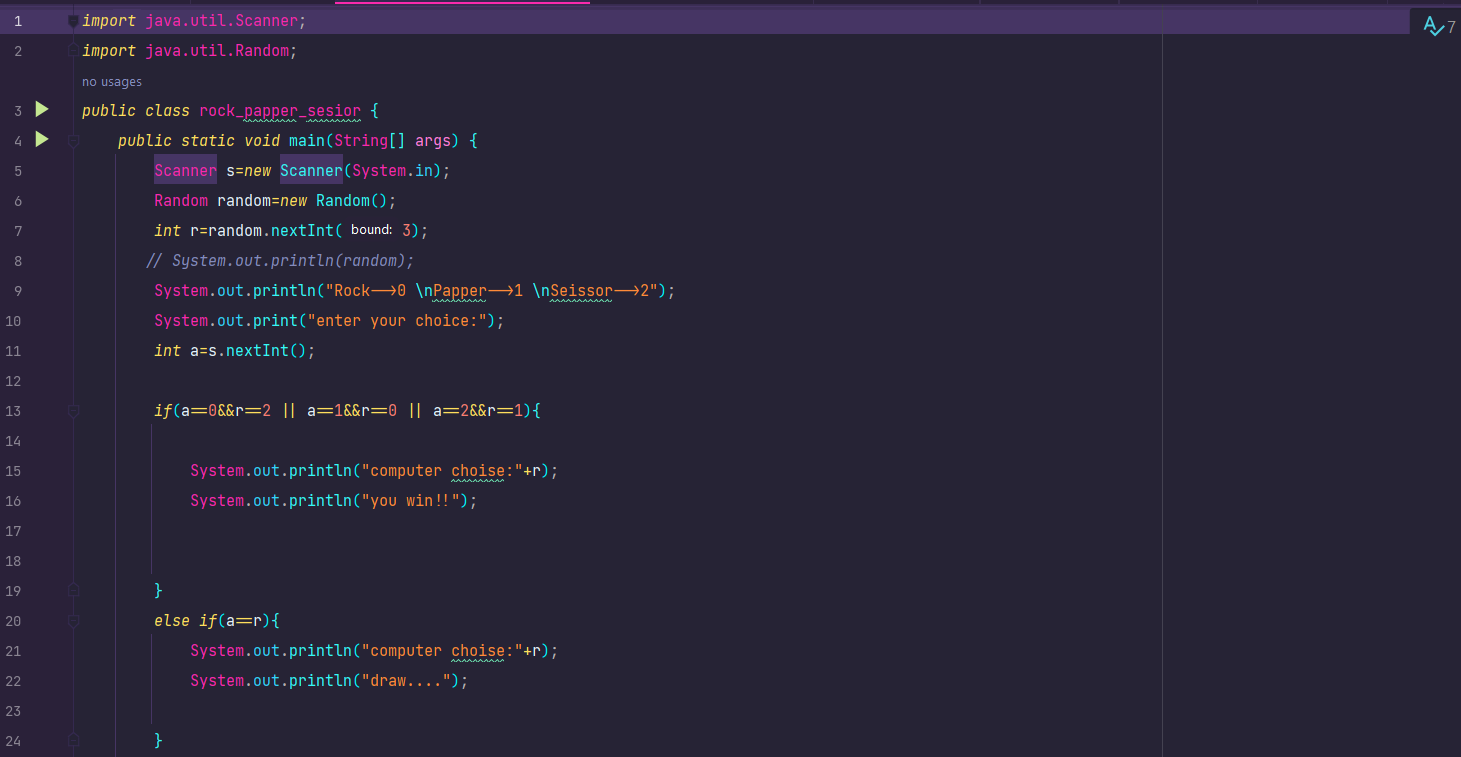 1 import java.util.Scanner;
2 import java.util.Random;
no usages
3 public class rock_papper_sesior {
4 public static void main(String[] args) {
5 Scanner s=new Scanner(System.in);
6 Random random=new Random();
7 int r=random.nextInt( bound: 3);
8 // System.out.println(random);
9 System.out.println("Rock-->0 \nPapper-->1 \nSeissor-->2");
10 System.out.print("enter your choice:");
11 int a=s.nextInt();
12
13 if(a==0&&r==2 || a==1&&r==0 || a==2&&r==1){
14
15 System.out.println("computer choise:"+r);
16 System.out.println("you win!!");
17
18
19 }
20 else if(a==r){
21 System.out.println("computer choise:"+r);
22 System.out.println("draw....");
23
24 }
7